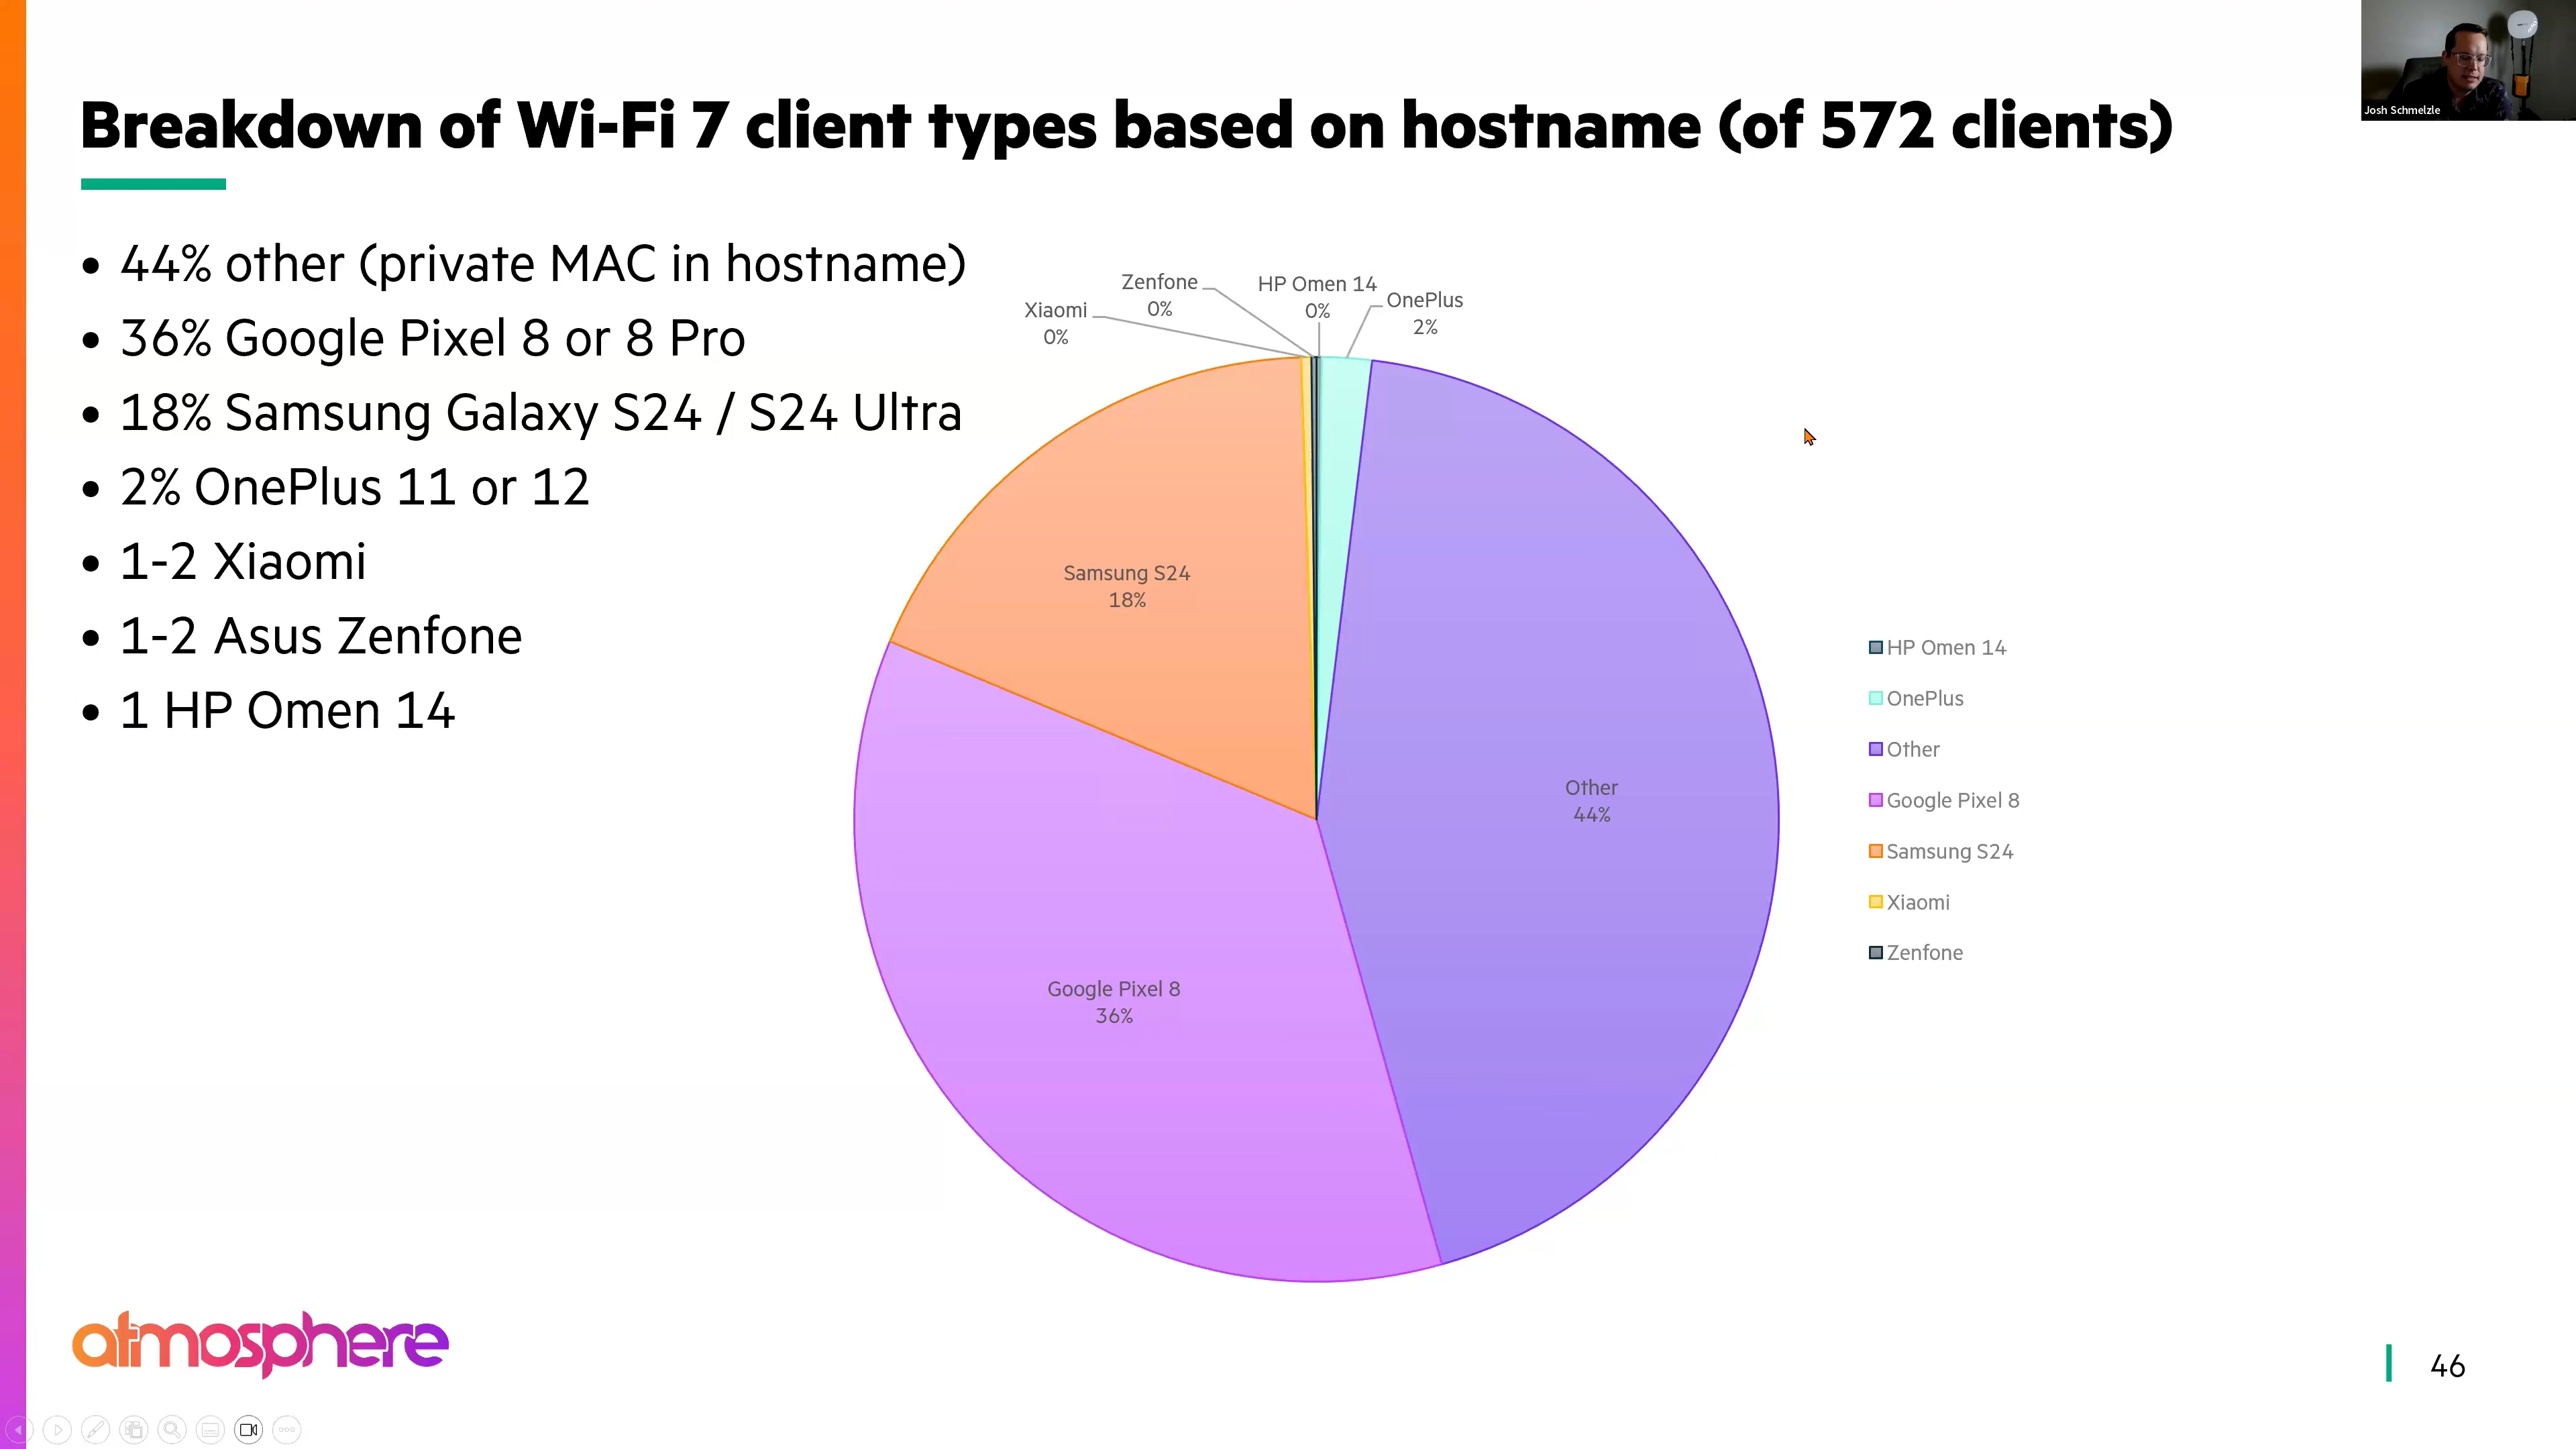 Breakdown of Wi-Fi 7 client types based on hostname (of 572 clients)
Josh Schmelzle
• 44% other (private MAC in hostname)
• 36% Google Pixel 8 or 8 Pro
• 18% Samsung Galaxy S24 / S24 Ultra
• 2% OnePlus 11 or 12
• 1-2 Xiaomi
• 1-2 Asus Zenfone
• 1 HP Omen 14
Xiaomi
0%
Zenfone
0%
HP Omen 14
0%
OnePlus
2%
Samsung S24
18%
Other
44%
Google Pixel 8
36%
HP Omen 14
OnePlus
Other
Google Pixel 8
Samsung S24
Xiaomi
Zenfone
atmosphere
46